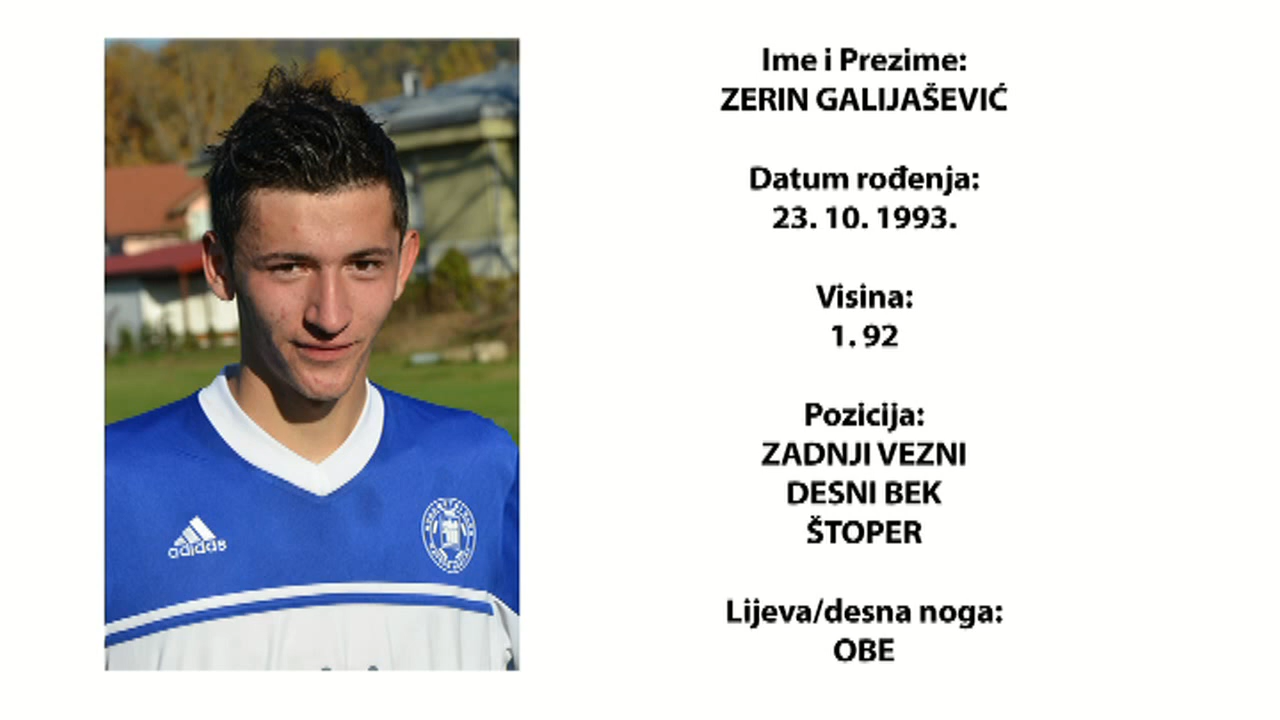 Ime i Prezime:
ZERIN GALIJAŠEVIĆ
Datum rođenja:
23. 10. 1993.
Visina:
1. 92
Pozicija:
ZADNJI VEZNI
DESNI BEK
ŠTOPER
Lijeva/desna noga:
OBE
adidas